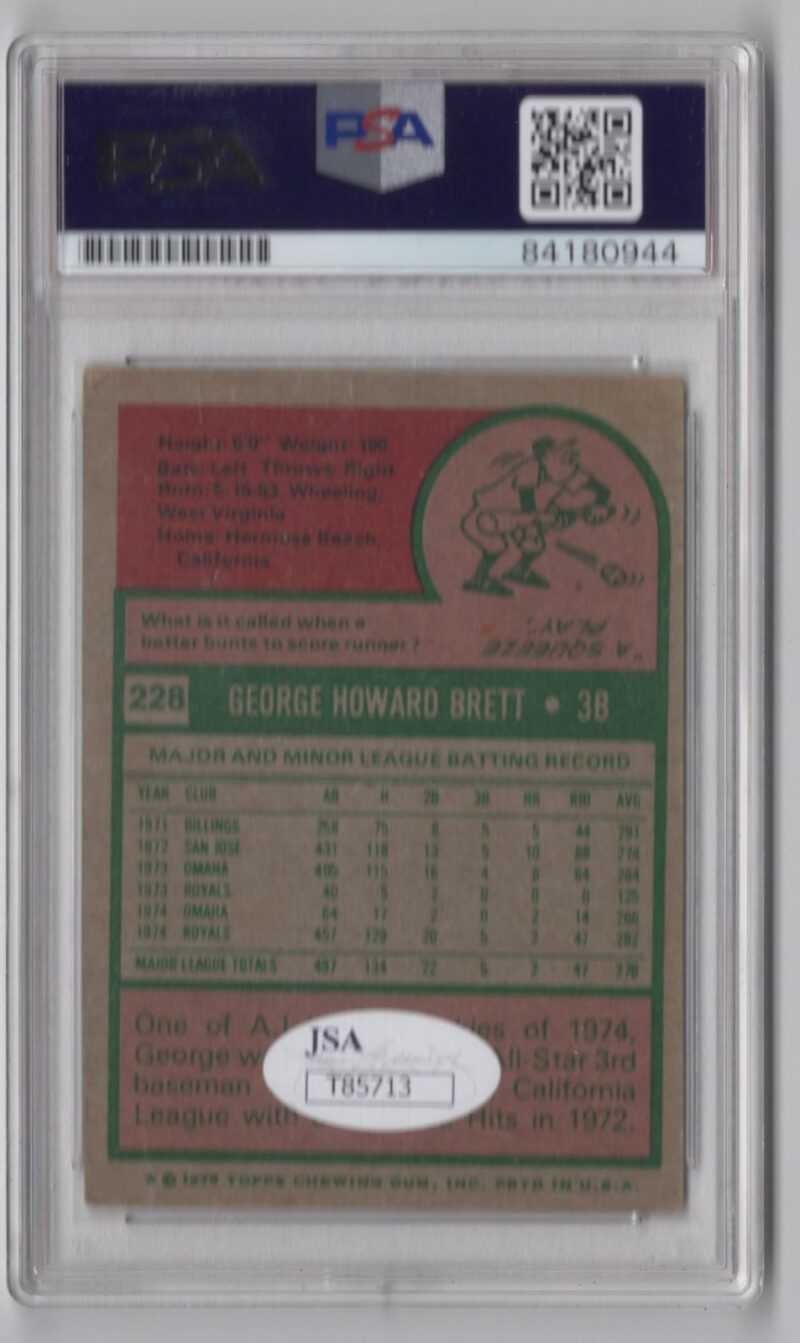 PSA
PSA
84180944
Height: 6'0" Weight: 190
Bats: Left Throws: Right
Born: 5-15-53, Wheeling,
West Virginia
Home: Hermosa Beach,
California
What is it called when a
batter bunts to score runner?
"A SQUEEZE
PLAY".
228 GEORGE HOWARD BRETT • 3B
MAJOR AND MINOR LEAGUE BATTING RECORD
YEAR CLUB AB H 2B 3B HR RBI AVG
1971 BILLINGS 258 75 8 5 5 44 291
1972 SAN JOSE 431 118 13 5 10 68 274
1973 OMAHA 405 115 16 4 8 64 284
1973 ROYALS 40 5 2 0 0 0 125
1974 OMAHA 64 17 2 0 2 14 266
1974 ROYALS 457 129 20 5 2 47 282
MAJOR LEAGUE TOTALS 497 134 22 5 2 47 270
One of A.L. of 1974,
George All-Star 3rd
baseman California
League with Hits in 1972.
JSA
T85713
© 1975 TOPPS CHEWING GUM, INC. PRTD IN U.S.A.